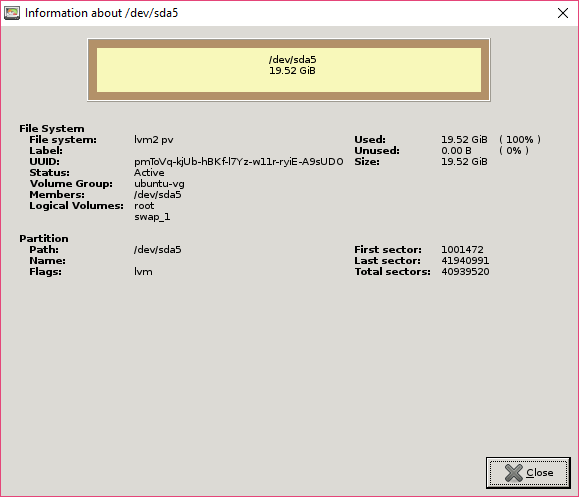 Information about /dev/sda5
/dev/sda5
19.52 GiB
File System
File system: lvm2 pv Used: 19.52 GiB ( 100% )
Label: Unused: 0.00 B ( 0% )
UUID: pmToVq-kjUb-hBKf-l7Yz-w11r-ryiE-A9sUDO Size: 19.52 GiB
Status: Active
Volume Group: ubuntu-vg
Members: /dev/sda5
Logical Volumes: root
swap_1
Partition
Path: /dev/sda5 First sector: 1001472
Name: Last sector: 41940991
Flags: lvm Total sectors: 40939520
Close